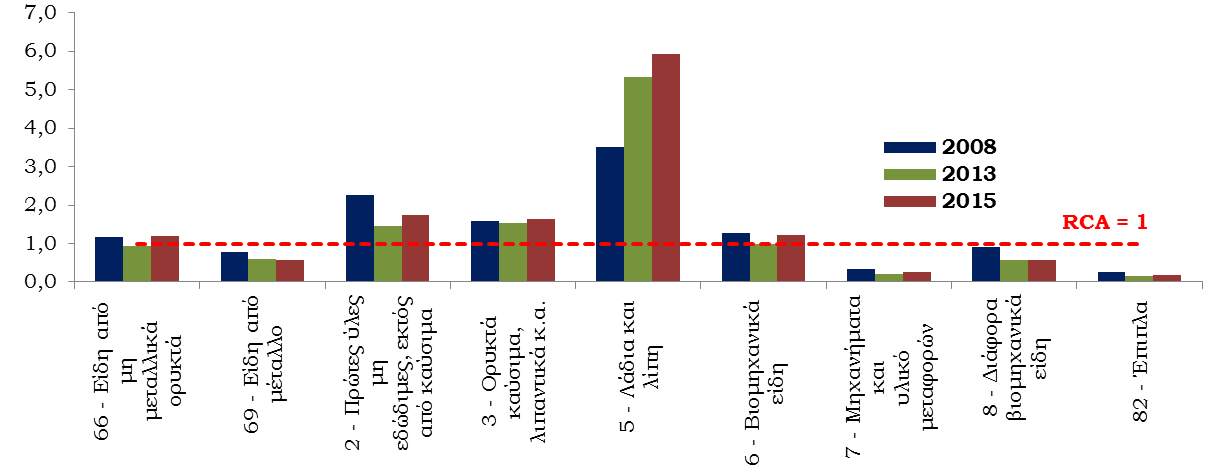 7,0
6,0
5,0
4,0
3,0
2,0
1,0
0,0
2008
2013
2015
RCA = 1
66 - Είδη από
μη
μεταλλικά
ορυκτά
69 - Είδη από
μέταλλο
2 - Πρώτες ύλες
μη
εδώδιμες, εκτός
από καύσιμα
3 - Ορυκτά
καύσιμα,
λιπαντικά κ.α.
5 - Λάδια και
λίπη
6 - Βιομηχανικά
είδη
7 - Μηχανήματα
και
υλικό
μεταφορών
8 - Διάφορα
βιομηχανικά
είδη
82 - Έπιπλα